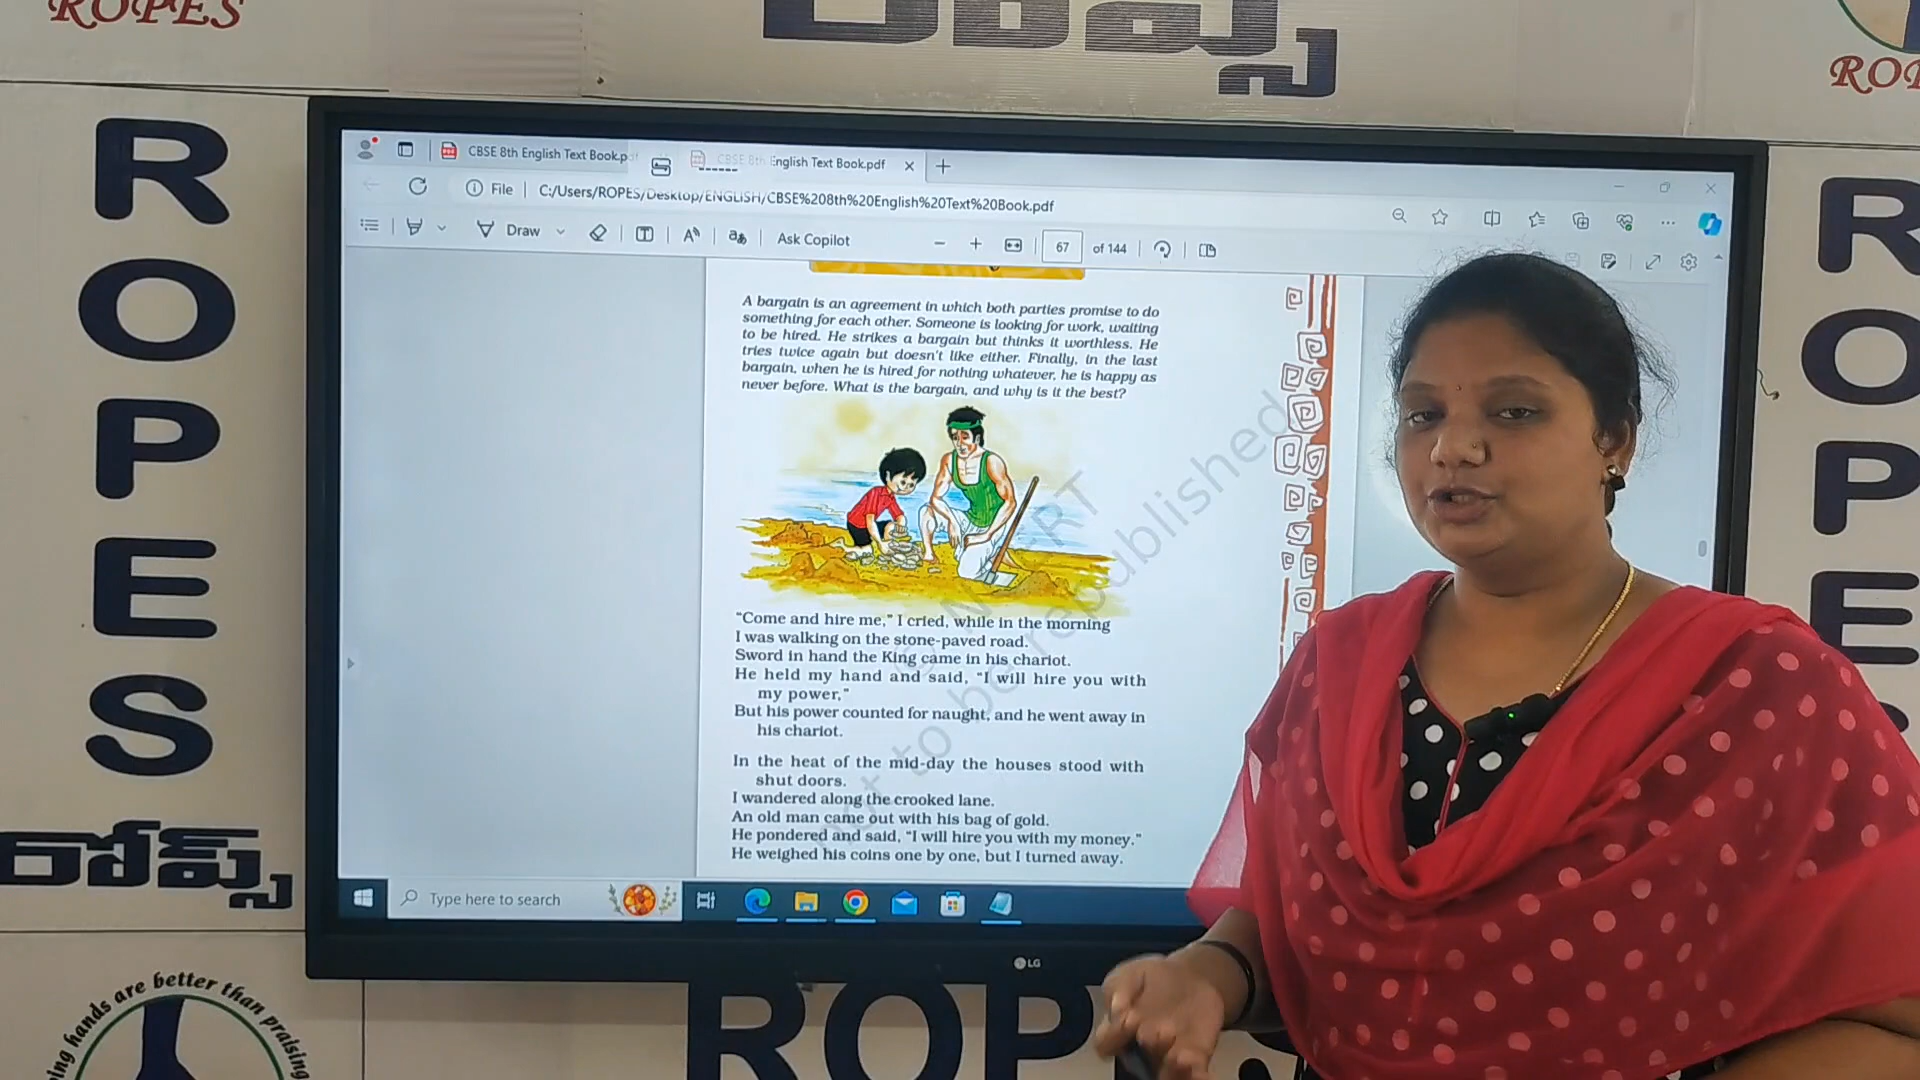 ROPES
రోప్స్
ROPES
రోప్స్
CBSE 8th English Text Book.pdf
CBSE 8th English Text Book.pdf
File
C:/Users/ROPES/Desktop/ENGLISH/CBSE%208th%20English%20Text%20Book.pdf
Draw
Ask Copilot
67 of 144
A bargain is an agreement in which both parties promise to do
something for each other. Someone is looking for work, waiting
to be hired. He strikes a bargain but thinks it worthless. He
tries twice again but doesn't like either. Finally, in the last
bargain, when he is hired for nothing whatever, he is happy as
never before. What is the bargain, and why is it the best?
not to be republished
"Come and hire me," I cried, while in the morning
I was walking on the stone-paved road.
Sword in hand the King came in his chariot.
He held my hand and said, "I will hire you with
my power,"
But his power counted for naught, and he went away in
his chariot.
In the heat of the mid-day the houses stood with
shut doors.
I wandered along the crooked lane.
An old man came out with his bag of gold.
He pondered and said, "I will hire you with my money."
He weighed his coins one by one, but I turned away.
Type here to search
LG
ROPES
hands are better than praising
ROPE
ROP